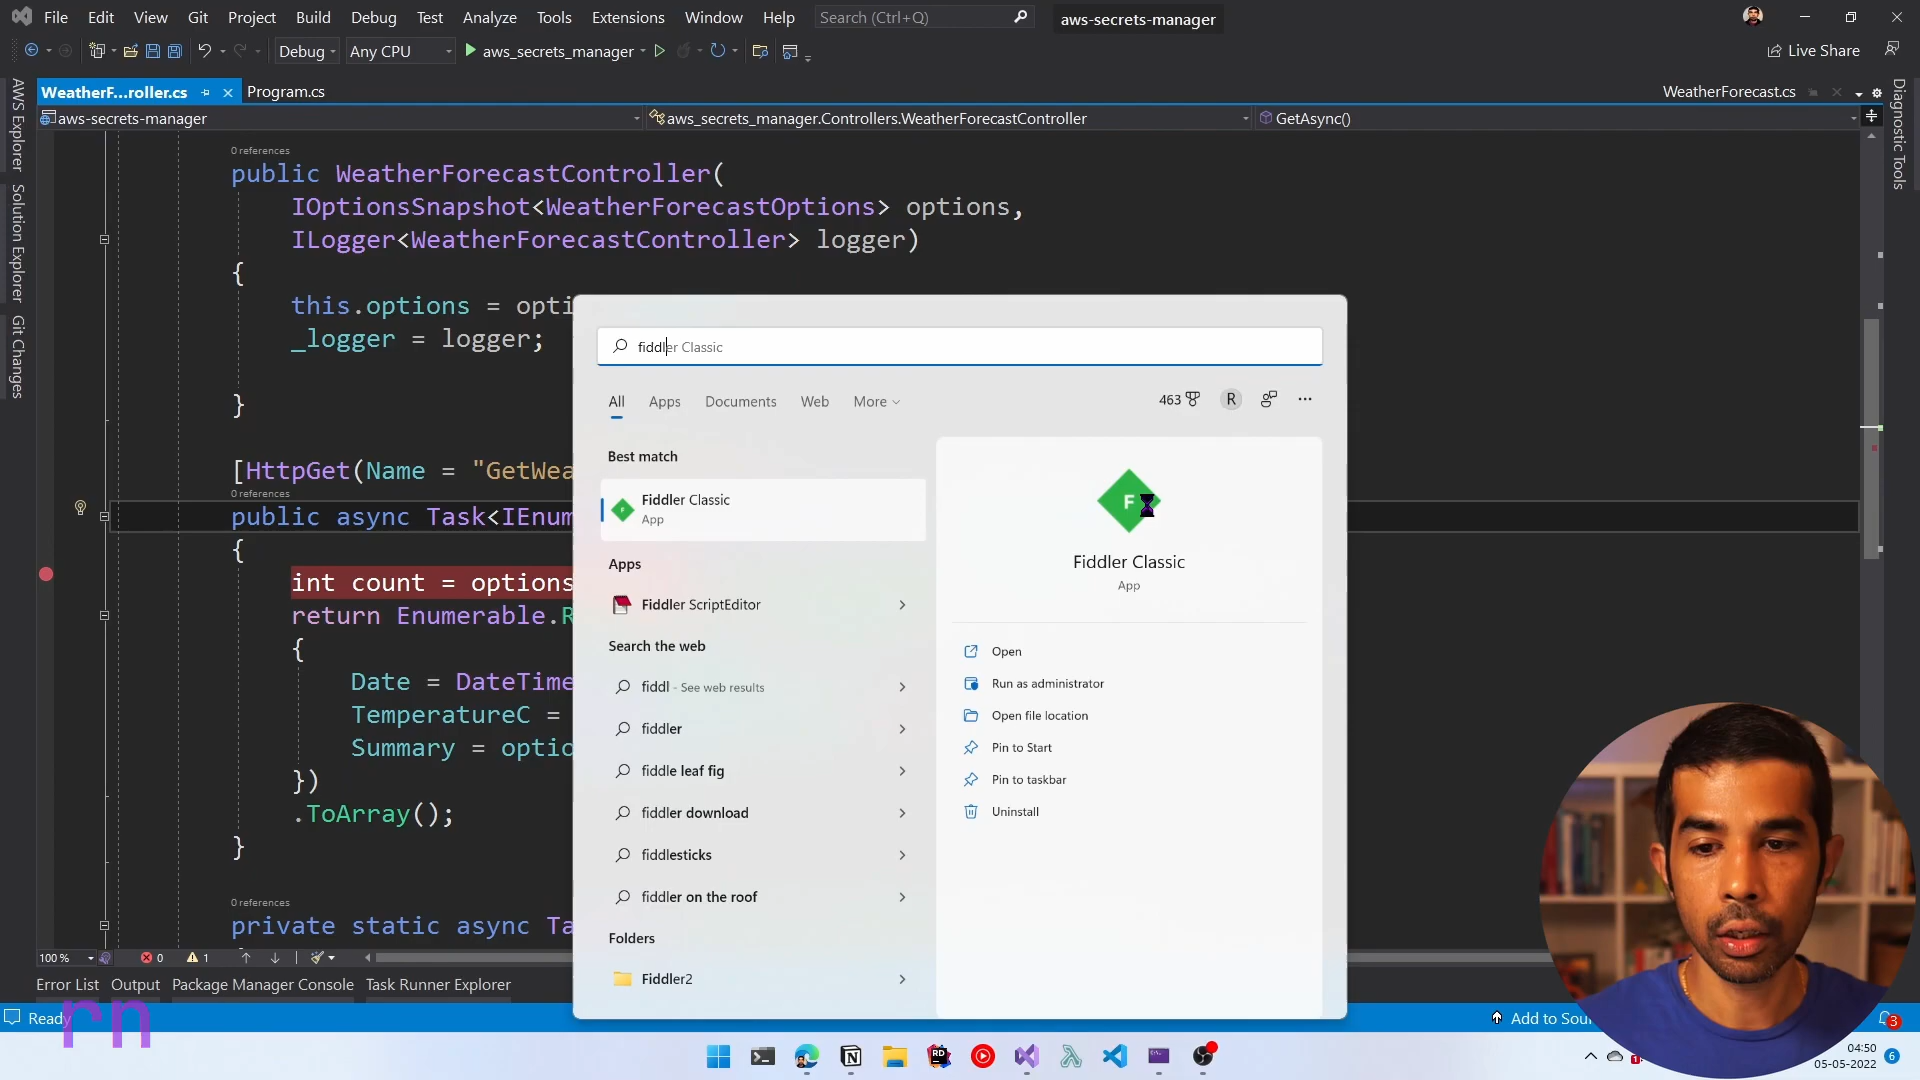 File Edit View Git Project Build Debug Test Analyze Tools Extensions Window Help Search (Ctrl+Q) aws-secrets-manager
Debug Any CPU aws_secrets_manager Live Share
WeatherF...roller.cs Program.cs WeatherForecast.cs
aws-secrets-manager aws_secrets_manager.Controllers.WeatherForecastController GetAsync()
AWS Explorer
Solution Explorer
Git Changes
Diagnostic Tools
0 references
public WeatherForecastController(
IOptionsSnapshot<WeatherForecastOptions> options,
ILogger<WeatherForecastController> logger)
{
this.options = opti
_logger = logger;
}
[HttpGet(Name = "GetWea
0 references
public async Task<IEnum
{
int count = options
return Enumerable.R
{
Date = DateTime
TemperatureC =
Summary = optio
})
.ToArray();
}
0 references
private static async Ta
fiddler Classic
All Apps Documents Web More 463 R
Best match
Fiddler Classic
App
Apps
Fiddler ScriptEditor
Search the web
fiddl - See web results
fiddler
fiddle leaf fig
fiddler download
fiddlesticks
fiddler on the roof
Folders
Fiddler2
F
Fiddler Classic
App
Open
Run as administrator
Open file location
Pin to Start
Pin to taskbar
Uninstall
100 % 0 1
Error List Output Package Manager Console Task Runner Explorer
Ready Add to Sou 3
rn
RD
04:50
05-05-2022 6